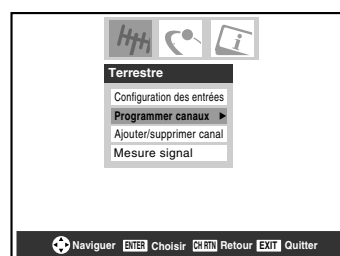 Terrestre
Configuration des entrées
Programmer canaux
Ajouter/supprimer canal
Mesure signal
Naviguer ENTER Choisir CH RTN Retour EXIT Quitter